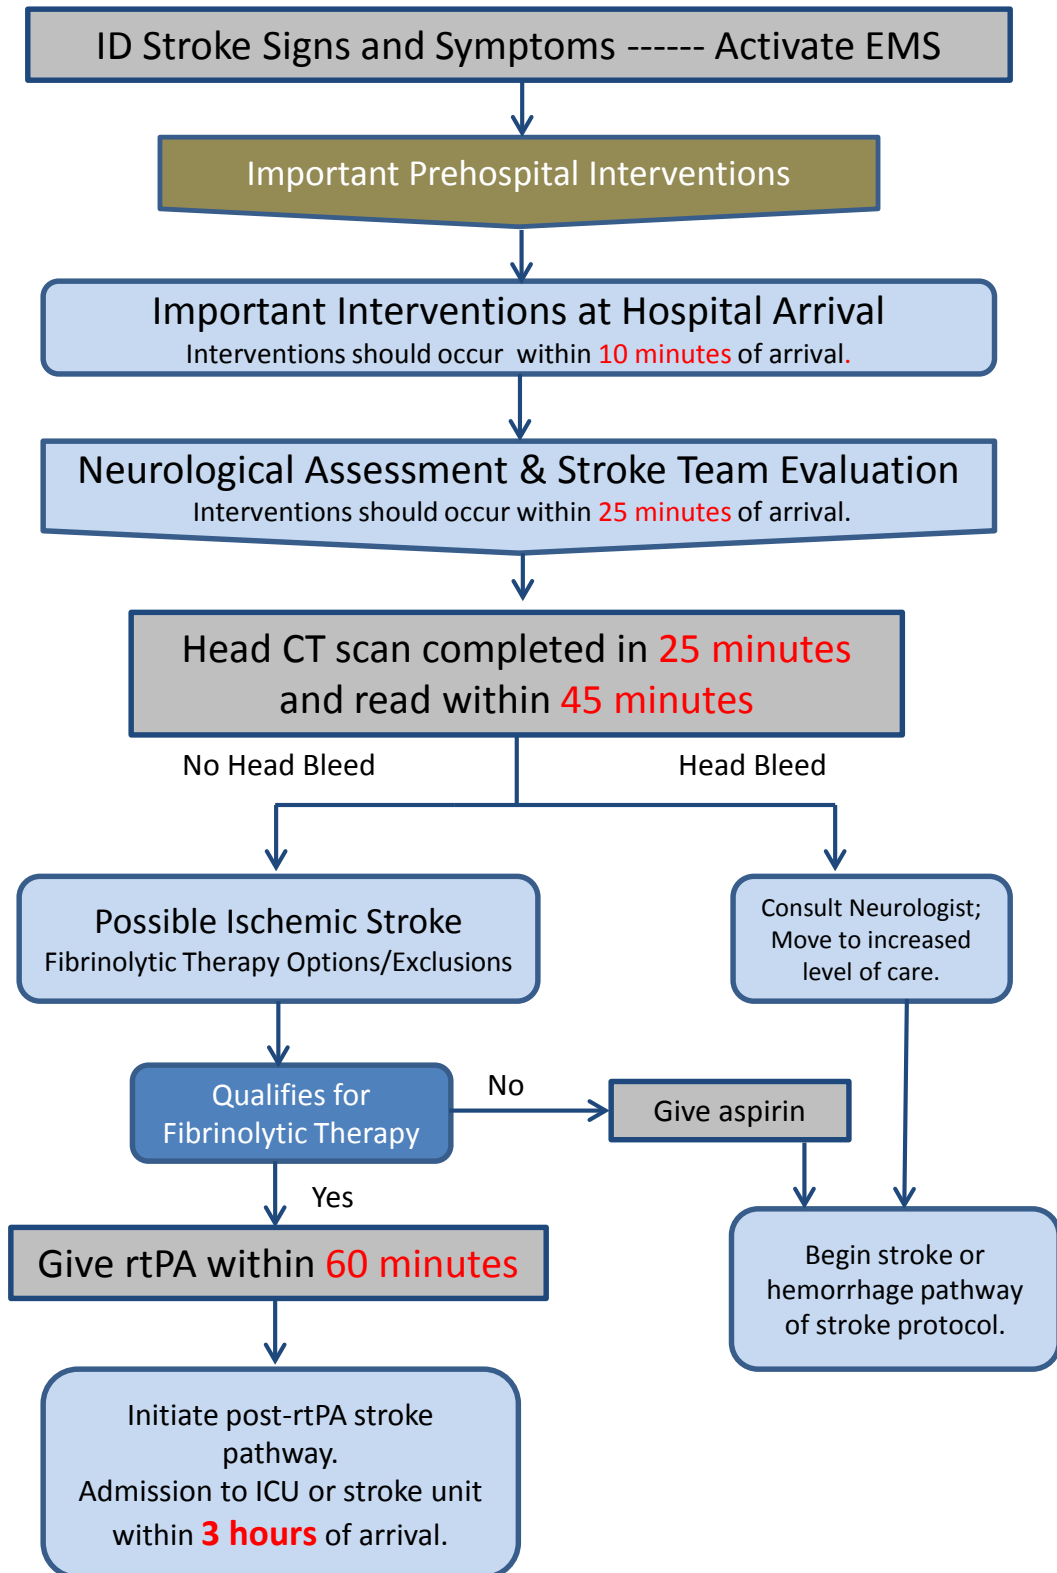 ID Stroke Signs and Symptoms ------ Activate EMS
Important Prehospital Interventions
Important Interventions at Hospital Arrival
Interventions should occur within 10 minutes of arrival.
Neurological Assessment & Stroke Team Evaluation
Interventions should occur within 25 minutes of arrival.
Head CT scan completed in 25 minutes
and read within 45 minutes
No Head Bleed
Head Bleed
Possible Ischemic Stroke
Fibrinolytic Therapy Options/Exclusions
Consult Neurologist;
Move to increased
level of care.
Qualifies for
Fibrinolytic Therapy
No
Give aspirin
Yes
Give rtPA within 60 minutes
Begin stroke or
hemorrhage pathway
of stroke protocol.
Initiate post-rtPA stroke
pathway.
Admission to ICU or stroke unit
within 3 hours of arrival.